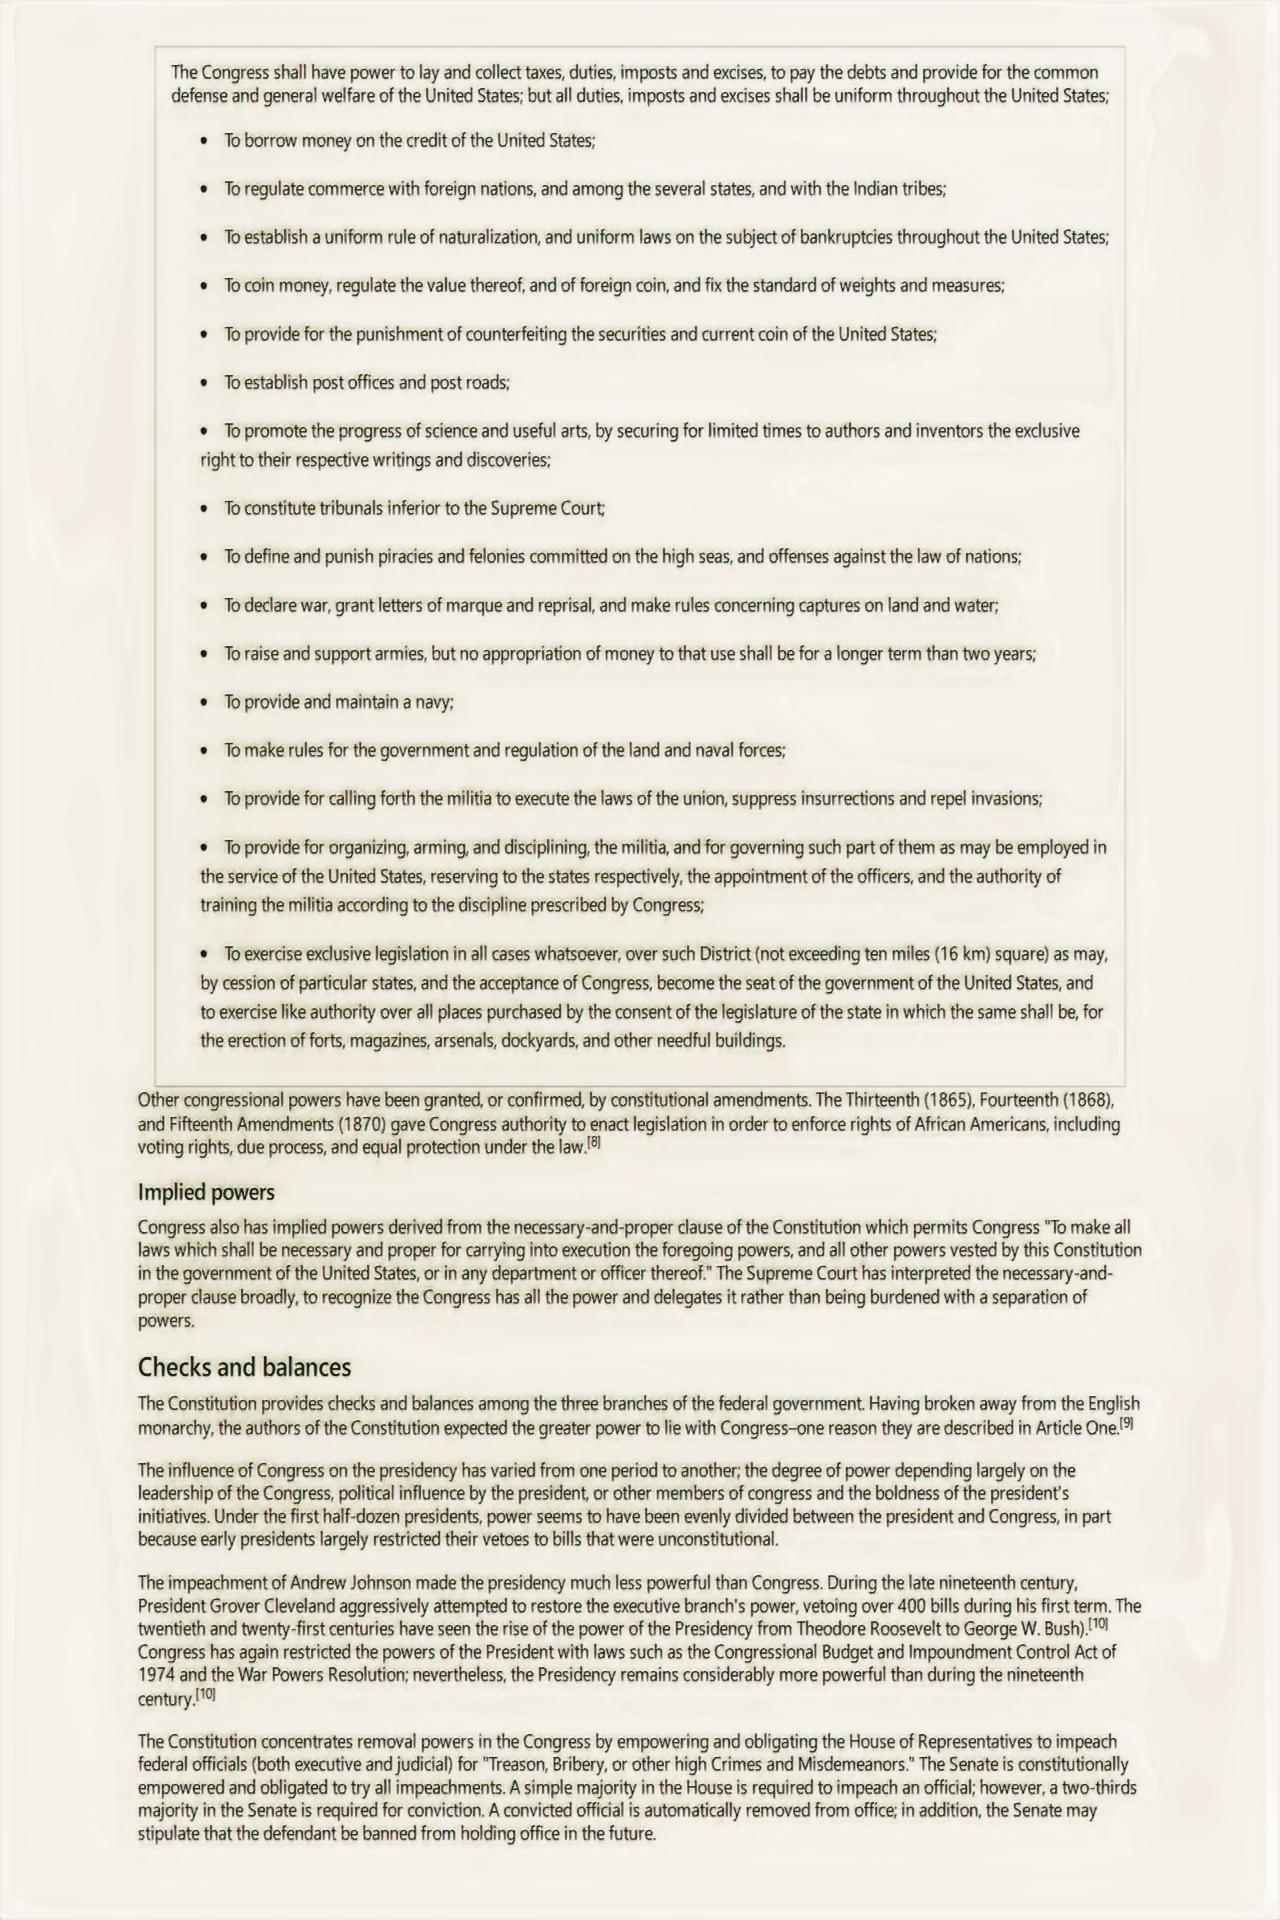 The Congress shall have power to lay and collect taxes, duties, imposts and excises, to pay the debts and provide for the common
defense and general welfare of the United States; but all duties, imposts and excises shall be uniform throughout the United States;
• To borrow money on the credit of the United States;
• To regulate commerce with foreign nations, and among the several states, and with the Indian tribes;
• To establish a uniform rule of naturalization, and uniform laws on the subject of bankruptcies throughout the United States;
• To coin money, regulate the value thereof, and of foreign coin, and fix the standard of weights and measures;
• To provide for the punishment of counterfeiting the securities and current coin of the United States;
• To establish post offices and post roads;
• To promote the progress of science and useful arts, by securing for limited times to authors and inventors the exclusive
right to their respective writings and discoveries;
• To constitute tribunals inferior to the Supreme Court;
• To define and punish piracies and felonies committed on the high seas, and offenses against the law of nations;
• To declare war, grant letters of marque and reprisal, and make rules concerning captures on land and water;
• To raise and support armies, but no appropriation of money to that use shall be for a longer term than two years;
• To provide and maintain a navy;
• To make rules for the government and regulation of the land and naval forces;
• To provide for calling forth the militia to execute the laws of the union, suppress insurrections and repel invasions;
• To provide for organizing, arming, and disciplining, the militia, and for governing such part of them as may be employed in
the service of the United States, reserving to the states respectively, the appointment of the officers, and the authority of
training the militia according to the discipline prescribed by Congress;
• To exercise exclusive legislation in all cases whatsoever, over such District (not exceeding ten miles (16 km) square) as may,
by cession of particular states, and the acceptance of Congress, become the seat of the government of the United States, and
to exercise like authority over all places purchased by the consent of the legislature of the state in which the same shall be, for
the erection of forts, magazines, arsenals, dockyards, and other needful buildings.
Other congressional powers have been granted, or confirmed, by constitutional amendments. The Thirteenth (1865), Fourteenth (1868),
and Fifteenth Amendments (1870) gave Congress authority to enact legislation in order to enforce rights of African Americans, including
voting rights, due process, and equal protection under the law.[8]
Implied powers
Congress also has implied powers derived from the necessary-and-proper clause of the Constitution which permits Congress "To make all
laws which shall be necessary and proper for carrying into execution the foregoing powers, and all other powers vested by this Constitution
in the government of the United States, or in any department or officer thereof." The Supreme Court has interpreted the necessary-and-
proper clause broadly, to recognize the Congress has all the power and delegates it rather than being burdened with a separation of
powers.
Checks and balances
The Constitution provides checks and balances among the three branches of the federal government. Having broken away from the English
monarchy, the authors of the Constitution expected the greater power to lie with Congress–one reason they are described in Article One.[9]
The influence of Congress on the presidency has varied from one period to another; the degree of power depending largely on the
leadership of the Congress, political influence by the president, or other members of congress and the boldness of the president's
initiatives. Under the first half-dozen presidents, power seems to have been evenly divided between the president and Congress, in part
because early presidents largely restricted their vetoes to bills that were unconstitutional.
The impeachment of Andrew Johnson made the presidency much less powerful than Congress. During the late nineteenth century,
President Grover Cleveland aggressively attempted to restore the executive branch's power, vetoing over 400 bills during his first term. The
twentieth and twenty-first centuries have seen the rise of the power of the Presidency from Theodore Roosevelt to George W. Bush).[10]
Congress has again restricted the powers of the President with laws such as the Congressional Budget and Impoundment Control Act of
1974 and the War Powers Resolution; nevertheless, the Presidency remains considerably more powerful than during the nineteenth
century.[10]
The Constitution concentrates removal powers in the Congress by empowering and obligating the House of Representatives to impeach
federal officials (both executive and judicial) for "Treason, Bribery, or other high Crimes and Misdemeanors." The Senate is constitutionally
empowered and obligated to try all impeachments. A simple majority in the House is required to impeach an official; however, a two-thirds
majority in the Senate is required for conviction. A convicted official is automatically removed from office; in addition, the Senate may
stipulate that the defendant be banned from holding office in the future.